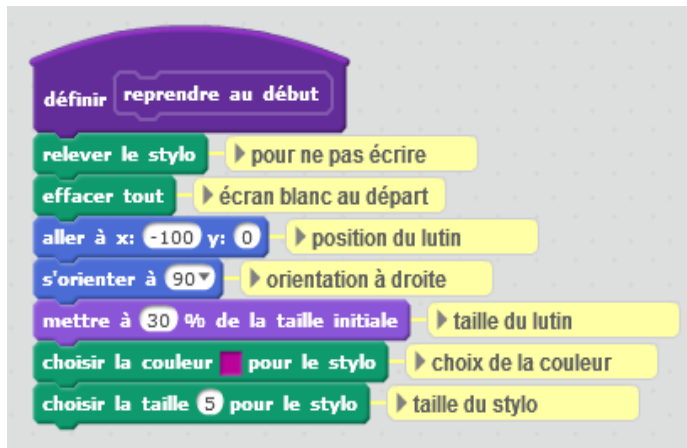 définir reprendre au début
relever le stylo pour ne pas écrire
effacer tout écran blanc au départ
aller à x: -100 y: 0 position du lutin
s'orienter à 90 orientation à droite
mettre à 30 % de la taille initiale taille du lutin
choisir la couleur pour le stylo choix de la couleur
choisir la taille 5 pour le stylo taille du stylo